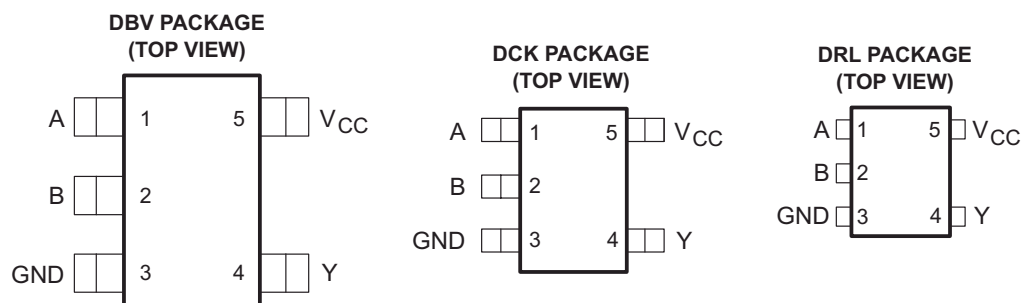 DBV PACKAGE
(TOP VIEW)
A 1 5 VCC
B 2
GND 3 4 Y
DCK PACKAGE
(TOP VIEW)
A 1 5 VCC
B 2
GND 3 4 Y
DRL PACKAGE
(TOP VIEW)
A 1 5 VCC
B 2
GND 3 4 Y